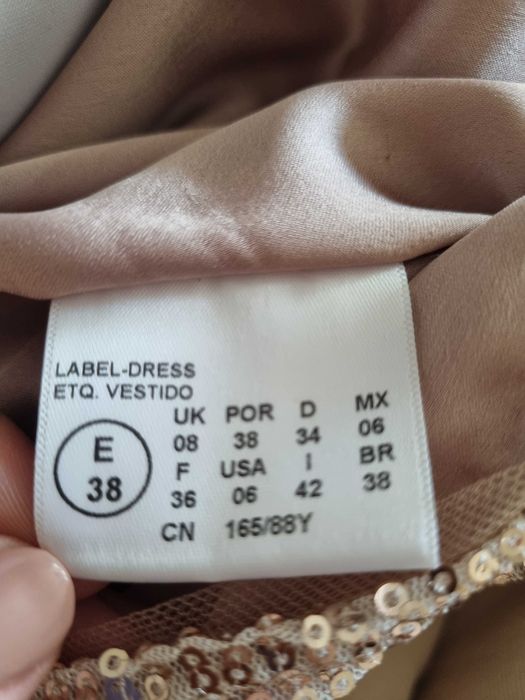 LABEL-DRESS
ETQ. VESTIDO
E
38
UK POR D MX
08 38 34 06
F USA I BR
36 06 42 38
CN 165/88Y